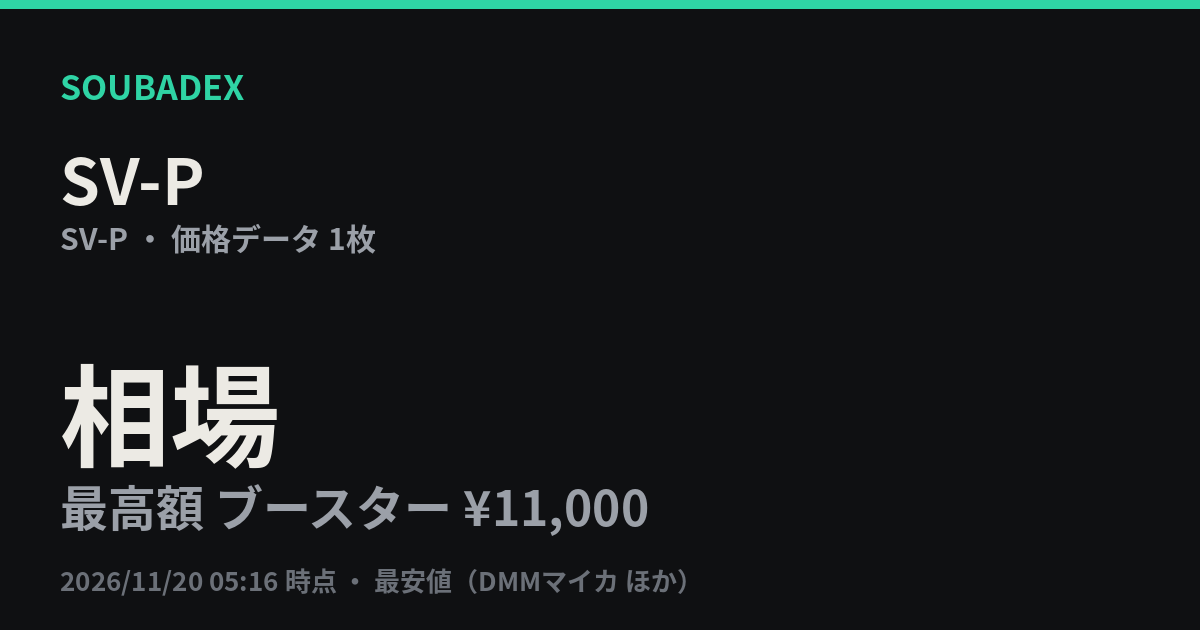 SOUBADEX
SV-P
SV-P ・ 価格データ 1枚
相場
最高額 ブースター ¥11,000
2026/11/20 05:16 時点 ・ 最安値（DMMマイカ ほか）